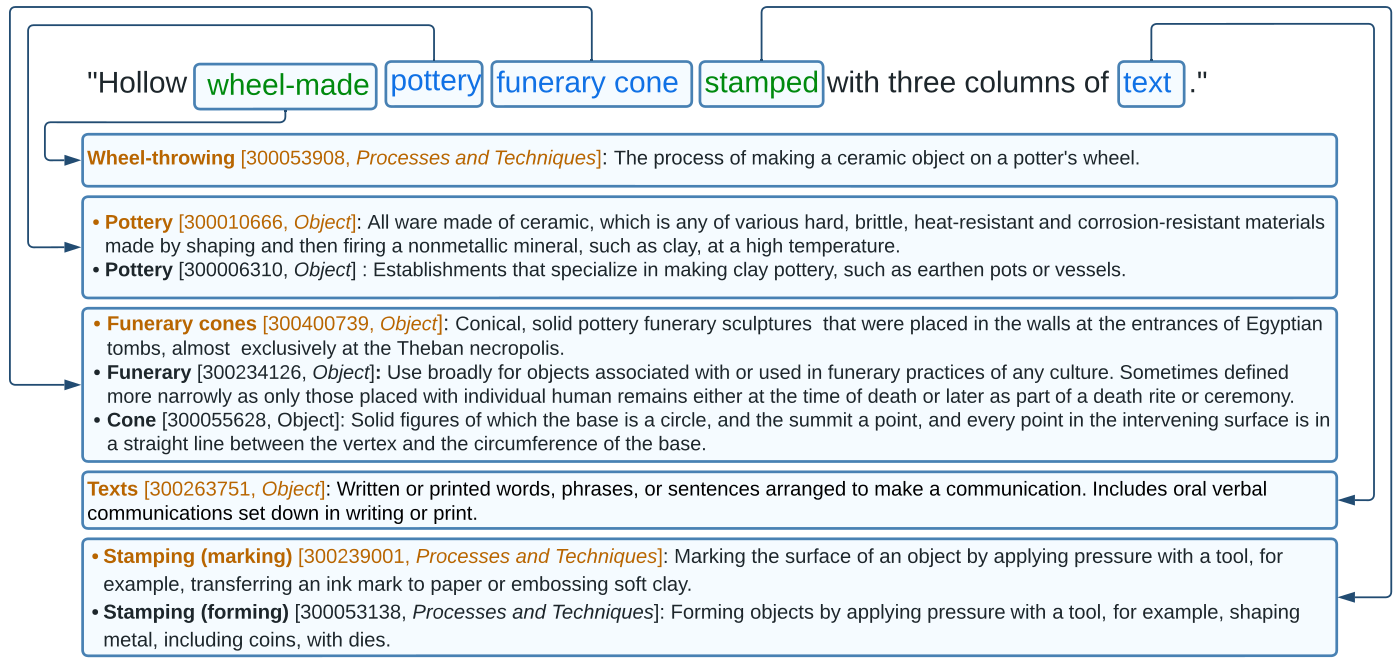 "Hollow wheel-made pottery funerary cone stamped with three columns of text ."
Wheel-throwing [300053908, Processes and Techniques]: The process of making a ceramic object on a potter's wheel.
• Pottery [300010666, Object]: All ware made of ceramic, which is any of various hard, brittle, heat-resistant and corrosion-resistant materials
made by shaping and then firing a nonmetallic mineral, such as clay, at a high temperature.
• Pottery [300006310, Object] : Establishments that specialize in making clay pottery, such as earthen pots or vessels.
• Funerary cones [300400739, Object]: Conical, solid pottery funerary sculptures that were placed in the walls at the entrances of Egyptian
tombs, almost exclusively at the Theban necropolis.
• Funerary [300234126, Object]: Use broadly for objects associated with or used in funerary practices of any culture. Sometimes defined
more narrowly as only those placed with individual human remains either at the time of death or later as part of a death rite or ceremony.
• Cone [300055628, Object]: Solid figures of which the base is a circle, and the summit a point, and every point in the intervening surface is in
a straight line between the vertex and the circumference of the base.
Texts [300263751, Object]: Written or printed words, phrases, or sentences arranged to make a communication. Includes oral verbal
communications set down in writing or print.
• Stamping (marking) [300239001, Processes and Techniques]: Marking the surface of an object by applying pressure with a tool, for
example, transferring an ink mark to paper or embossing soft clay.
• Stamping (forming) [300053138, Processes and Techniques]: Forming objects by applying pressure with a tool, for example, shaping
metal, including coins, with dies.